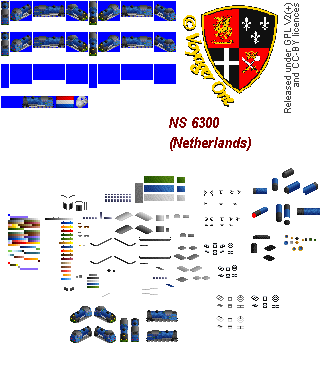 © Voyager One
Released under GPL v2(+)
and CC-BY licences
NS 6300
(Netherlands)